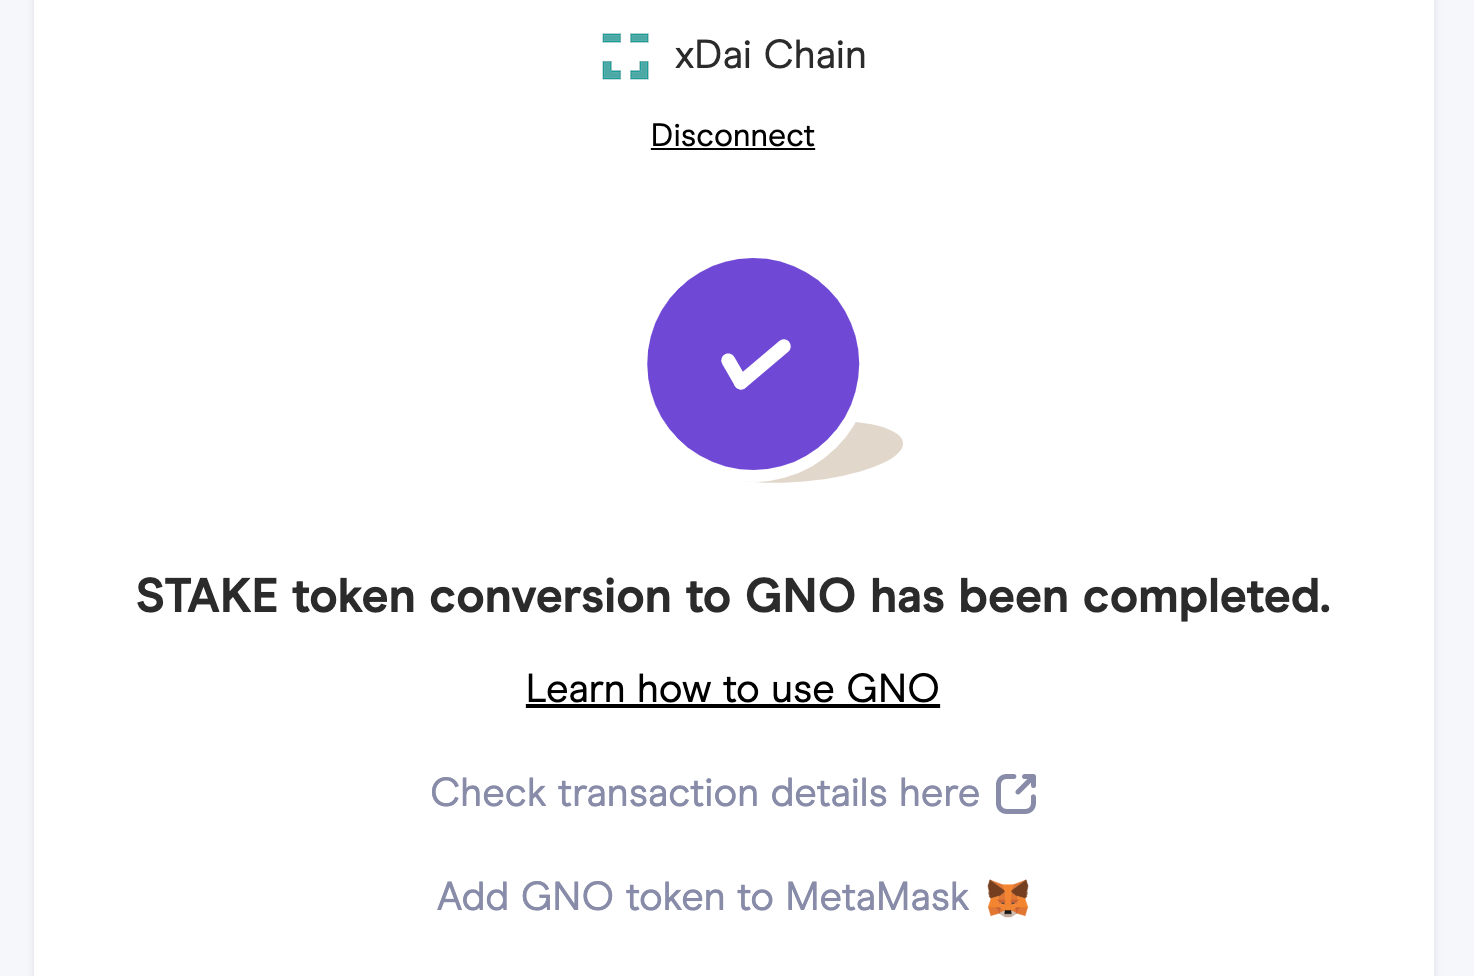 xDai Chain
Disconnect
STAKE token conversion to GNO has been completed.
Learn how to use GNO
Check transaction details here
Add GNO token to MetaMask